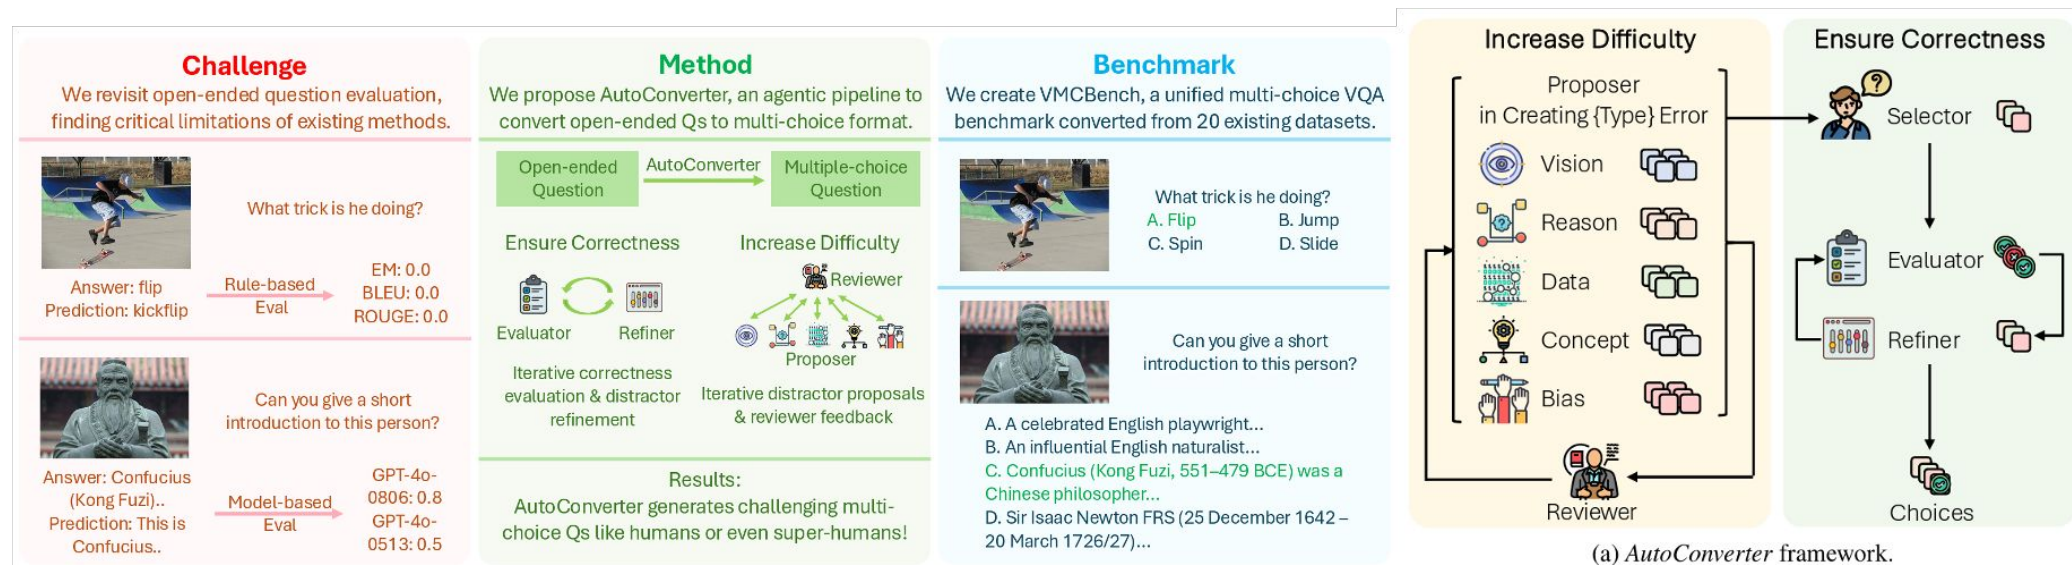 Challenge
We revisit open-ended question evaluation,
finding critical limitations of existing methods.
What trick is he doing?
Answer: flip
Prediction: kickflip
Rule-based
Eval
EM: 0.0
BLEU: 0.0
ROUGE: 0.0
Can you give a short
introduction to this person?
Answer: Confucius
(Kong Fuzi)..
Prediction: This is
Confucius..
Model-based
Eval
GPT-4o-
0806: 0.8
GPT-4o-
0513: 0.5
Method
We propose AutoConverter, an agentic pipeline to
convert open-ended Qs to multi-choice format.
Open-ended
Question
AutoConverter
Multiple-choice
Question
Ensure Correctness
Evaluator
Refiner
Iterative correctness
evaluation & distractor
refinement
Increase Difficulty
Reviewer
Proposer
Iterative distractor proposals
& reviewer feedback
Results:
AutoConverter generates challenging multi-
choice Qs like humans or even super-humans!
Benchmark
We create VMCBench, a unified multi-choice VQA
benchmark converted from 20 existing datasets.
What trick is he doing?
A. Flip
B. Jump
C. Spin
D. Slide
Can you give a short
introduction to this person?
A. A celebrated English playwright...
B. An influential English naturalist...
C. Confucius (Kong Fuzi, 551–479 BCE) was a
Chinese philosopher...
D. Sir Isaac Newton FRS (25 December 1642 –
20 March 1726/27)...
Increase Difficulty
Proposer
in Creating {Type} Error
Vision
Reason
Data
Concept
Bias
Reviewer
Ensure Correctness
?
Selector
Evaluator
Refiner
Choices
(a) AutoConverter framework.